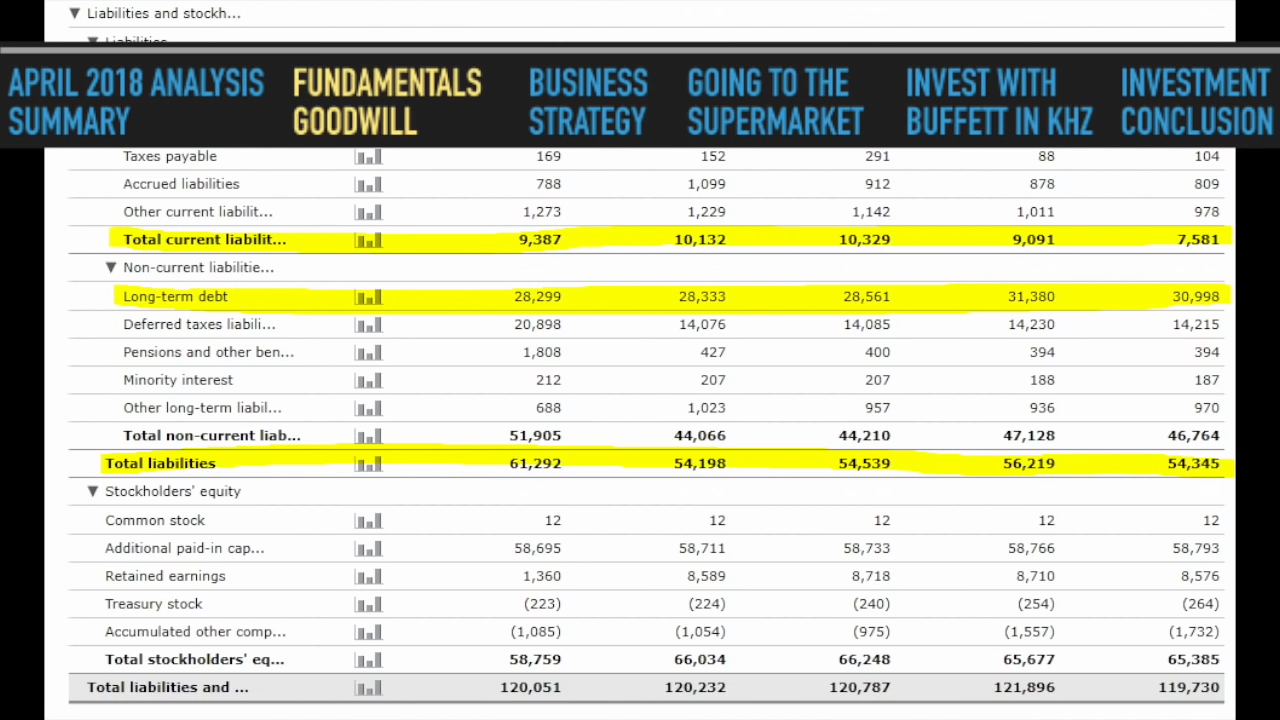 ▼ Liabilities and stockh...
▼ Liabilities
APRIL 2018 ANALYSIS SUMMARY
FUNDAMENTALS GOODWILL
BUSINESS STRATEGY
GOING TO THE SUPERMARKET
INVEST WITH BUFFETT IN KHZ
INVESTMENT CONCLUSION
Taxes payable 169 152 291 88 104
Accrued liabilities 788 1,099 912 878 809
Other current liabilit... 1,273 1,229 1,142 1,011 978
Total current liabilit... 9,387 10,132 10,329 9,091 7,581
▼ Non-current liabilitie...
Long-term debt 28,299 28,333 28,561 31,380 30,998
Deferred taxes liabili... 20,898 14,076 14,085 14,230 14,215
Pensions and other ben... 1,808 427 400 394 394
Minority interest 212 207 207 188 187
Other long-term liabil... 688 1,023 957 936 970
Total non-current liab... 51,905 44,066 44,210 47,128 46,764
Total liabilities 61,292 54,198 54,539 56,219 54,345
▼ Stockholders' equity
Common stock 12 12 12 12 12
Additional paid-in cap... 58,695 58,711 58,733 58,766 58,793
Retained earnings 1,360 8,589 8,718 8,710 8,576
Treasury stock (223) (224) (240) (254) (264)
Accumulated other comp... (1,085) (1,054) (975) (1,557) (1,732)
Total stockholders' eq... 58,759 66,034 66,248 65,677 65,385
Total liabilities and ... 120,051 120,232 120,787 121,896 119,730